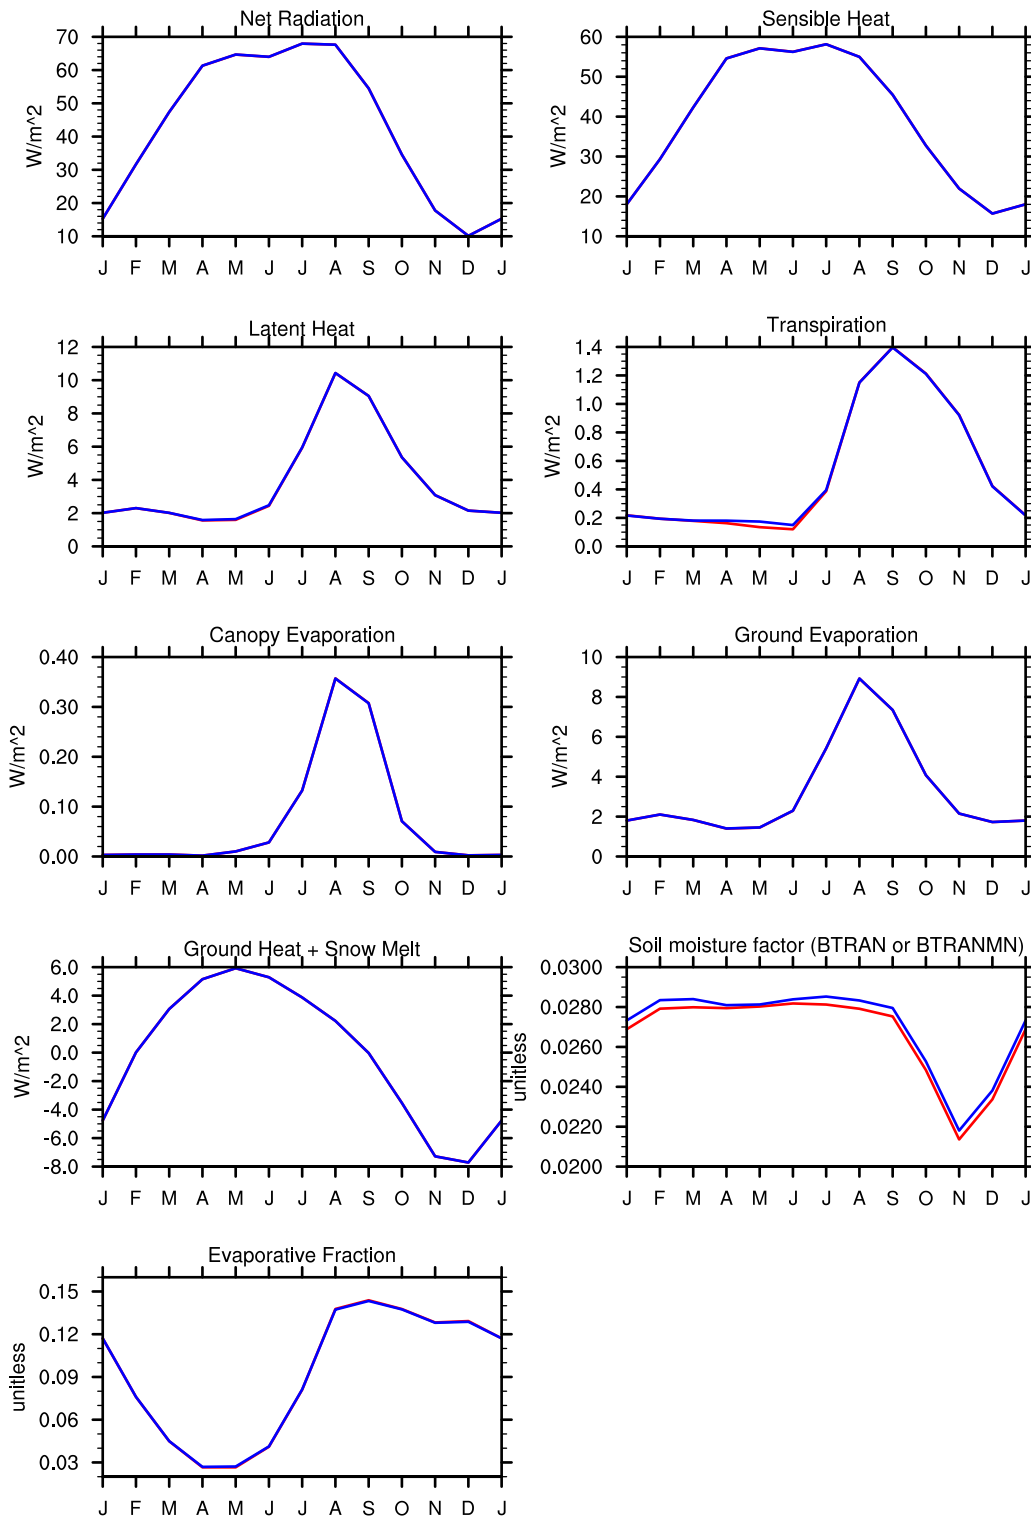 Net Radiation
70
60
50
40
30
20
10
W/m^2
J F M A M J J A S O N D J
Sensible Heat
60
50
40
30
20
10
W/m^2
J F M A M J J A S O N D J
Latent Heat
12
10
8
6
4
2
0
W/m^2
J F M A M J J A S O N D J
Transpiration
1.4
1.2
1.0
0.8
0.6
0.4
0.2
0.0
W/m^2
J F M A M J J A S O N D J
Canopy Evaporation
0.40
0.30
0.20
0.10
0.00
W/m^2
J F M A M J J A S O N D J
Ground Evaporation
10
8
6
4
2
0
W/m^2
J F M A M J J A S O N D J
Ground Heat + Snow Melt
6.0
4.0
2.0
0.0
-2.0
-4.0
-6.0
-8.0
W/m^2
J F M A M J J A S O N D J
Soil moisture factor (BTRAN or BTRANMN)
0.0300
0.0280
0.0260
0.0240
0.0220
0.0200
unitless
J F M A M J J A S O N D J
Evaporative Fraction
0.15
0.12
0.09
0.06
0.03
unitless
J F M A M J J A S O N D J